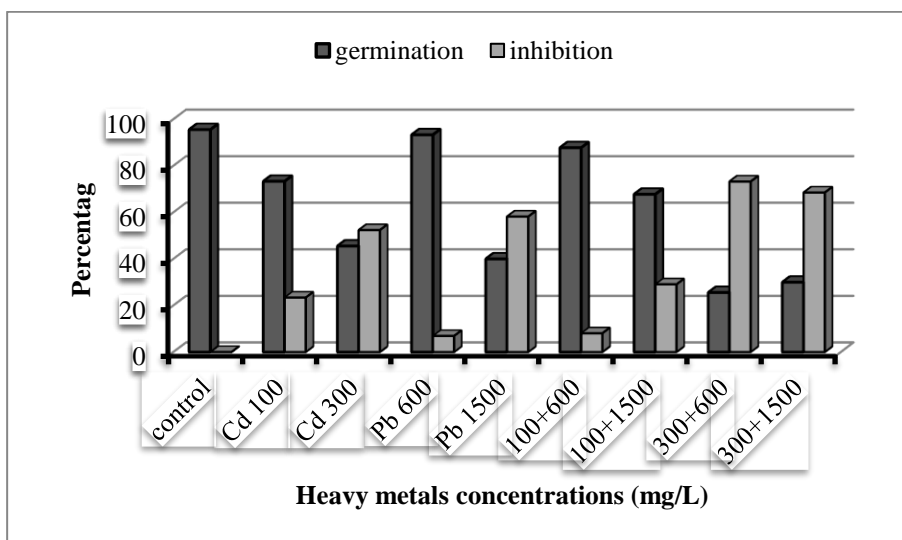 germination inhibition
100
80
60
40
20
0
Percentag
control
Cd 100
Cd 300
Pb 600
Pb 1500
100+600
100+1500
300+600
300+1500
Heavy metals concentrations (mg/L)